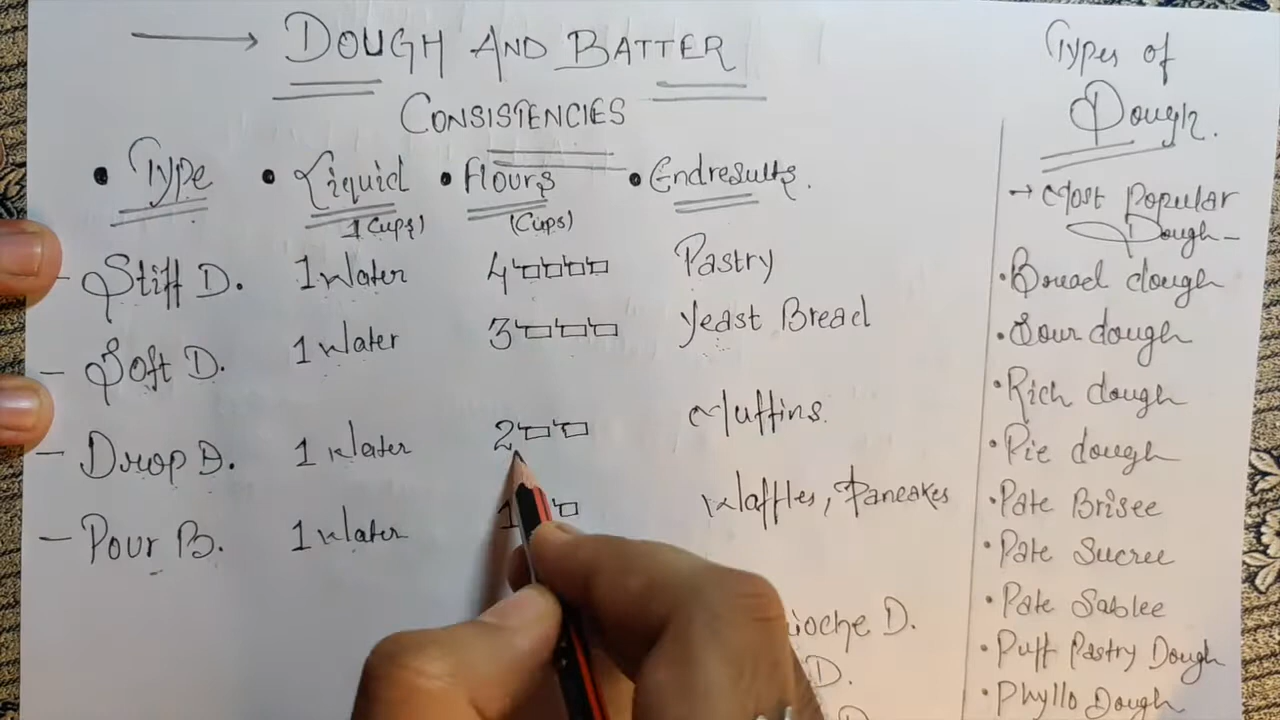 DOUGH AND BATTER
CONSISTENCIES
• Type • Liquid • Flours • Endresults.
1 Cups) (Cups)
- Stiff D. 1 Water 4 Pastry
- Soft D. 1 Water 3 Yeast Bread
- Drop B. 1 Water 2 Muffins.
- Pour B. 1 Water 1 Waffles, Pancakes
D.
D.
Types of
Dough.
→ Most Popular
Dough-
• Bread dough
• Sour dough
• Rich dough
• Pie dough
• Pate Brisee
• Pate Sucree
• Pate Sablee
• Puff Pastry Dough
• Phyllo Dough